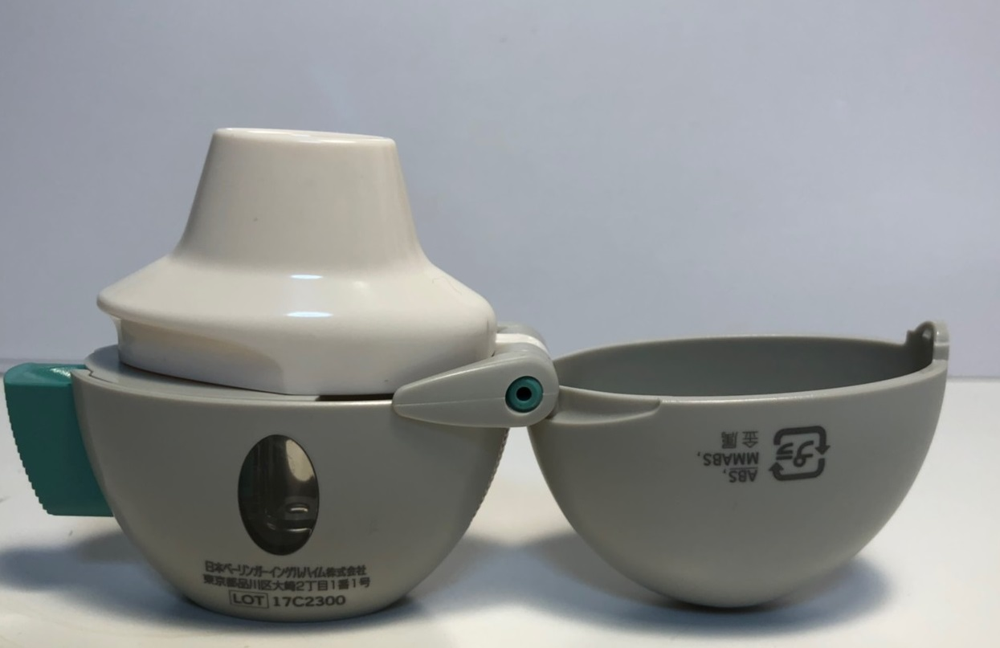 日本ベーリンガーインゲルハイム株式会社
東京都品川区大崎2丁目1番1号
LOT 17C2300
プラ
ABS,
MMABS,
金属